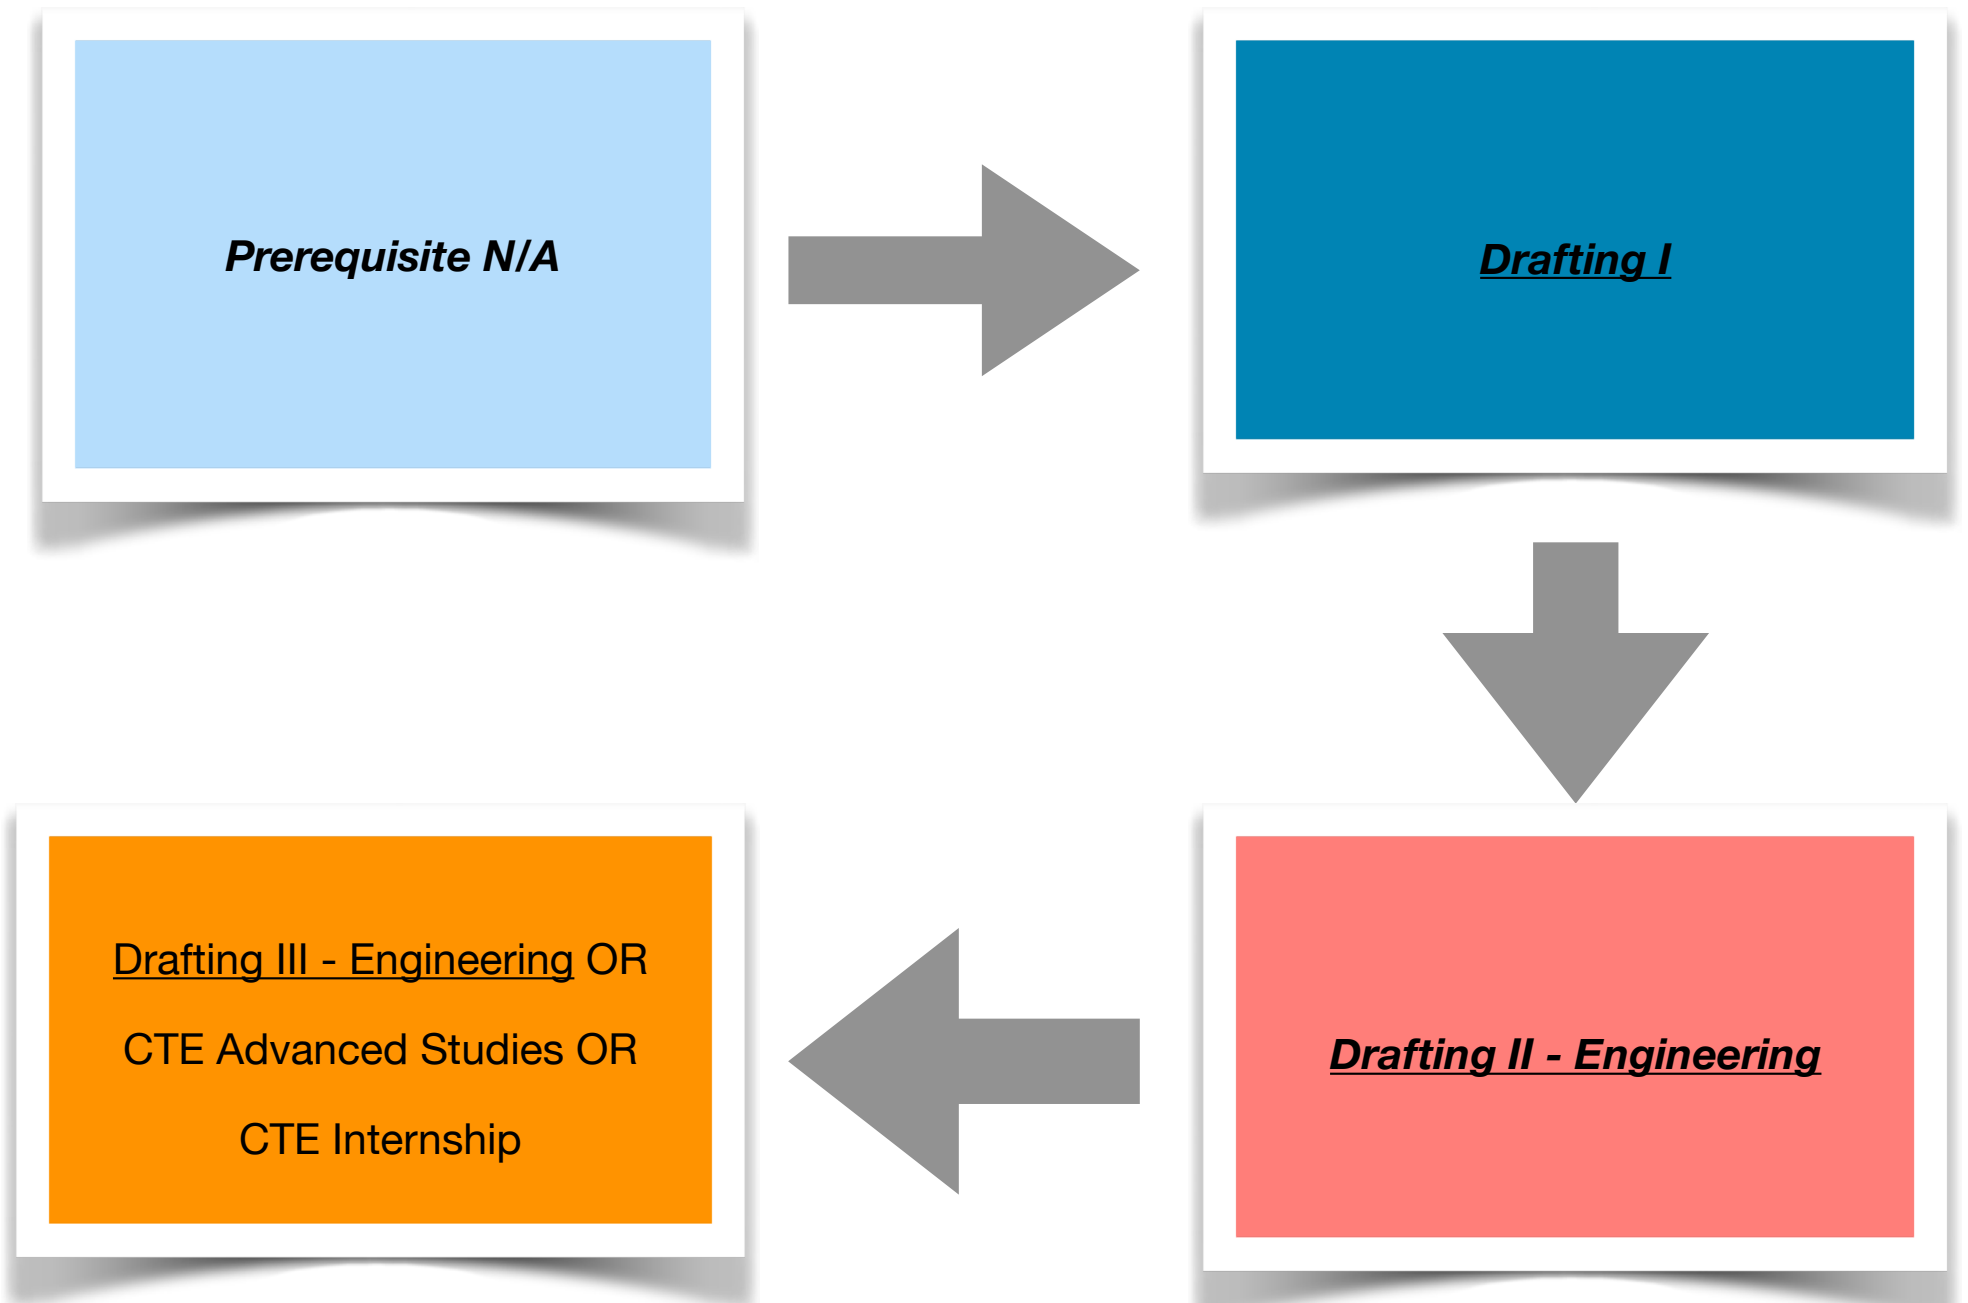 Prerequisite N/A
Drafting I
Drafting II - Engineering
Drafting III - Engineering OR
CTE Advanced Studies OR
CTE Internship